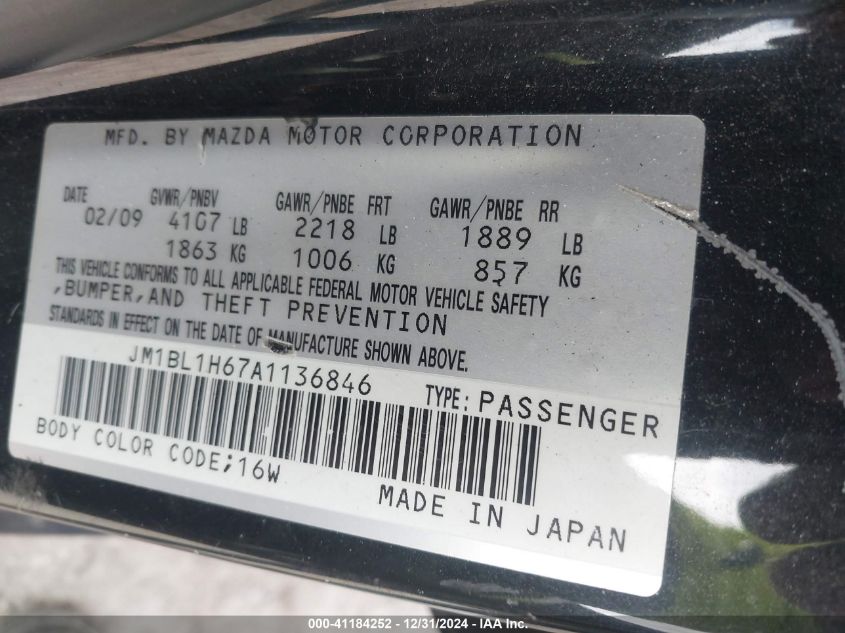 MFD. BY MAZDA MOTOR CORPORATION
DATE GVWR/PNBV GAWR/PNBE FRT GAWR/PNBE RR
02/09 4107 LB 2218 LB 1889 LB
1863 KG 1006 KG 857 KG
THIS VEHICLE CONFORMS TO ALL APPLICABLE FEDERAL MOTOR VEHICLE SAFETY
,BUMPER,AND THEFT PREVENTION
STANDARDS IN EFFECT ON THE DATE OF MANUFACTURE SHOWN ABOVE.
JM1BL1H67A1136846 TYPE: PASSENGER
BODY COLOR CODE;16W
MADE IN JAPAN
000-41184252 - 12/31/2024 - IAA Inc.